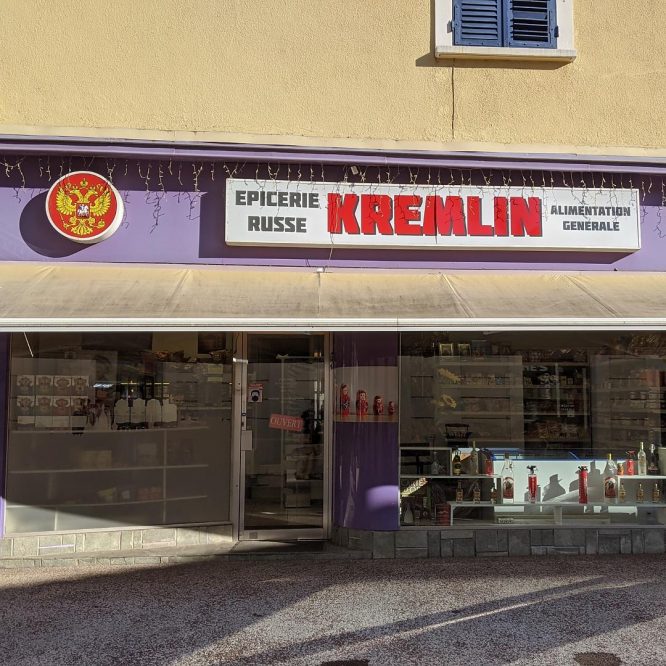 EPICERIE
RUSSE
KREMLIN
ALIMENTATION
GENERALE
OUVERT